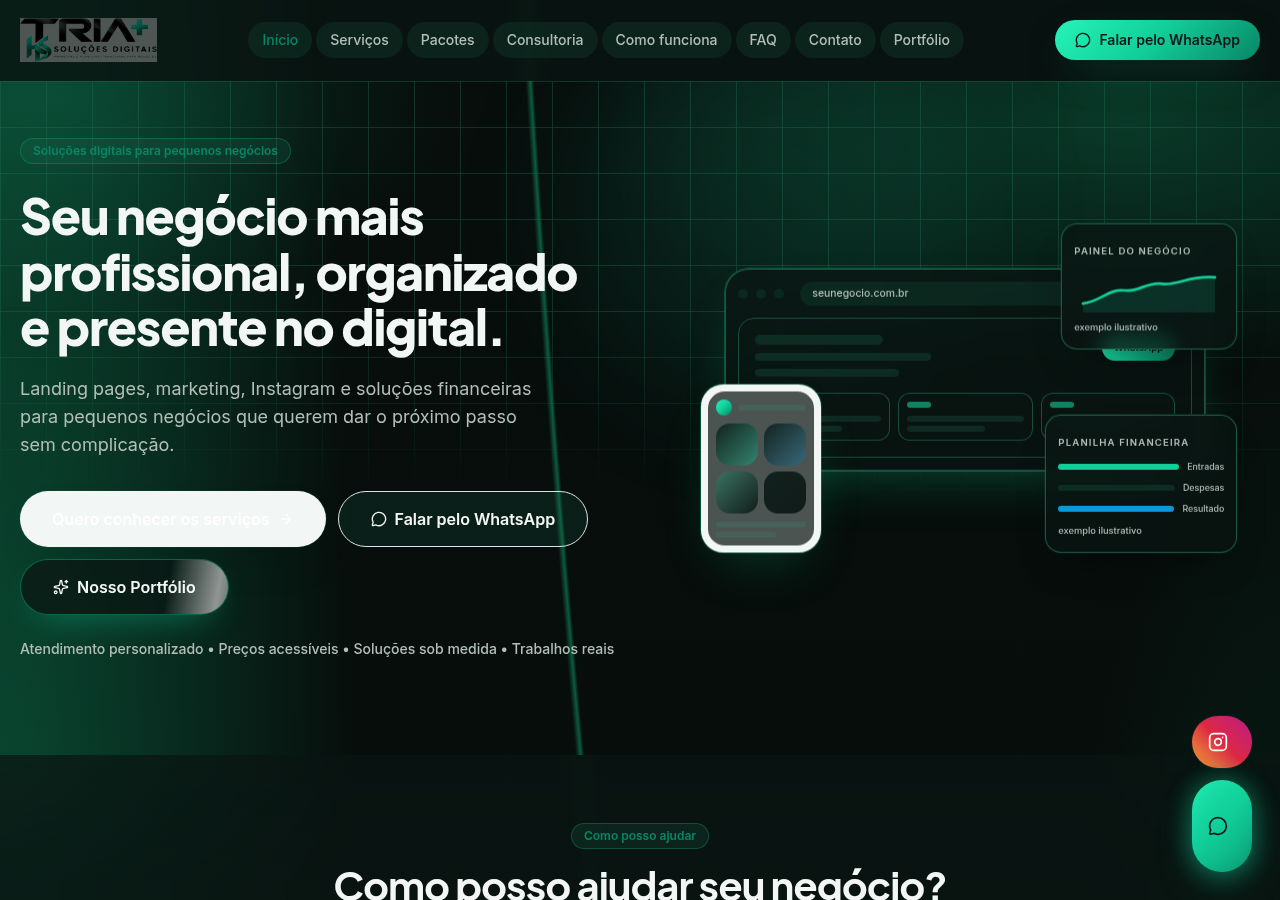 TRIA+
SOLUÇÕES DIGITAIS
Início
Serviços
Pacotes
Consultoria
Como funciona
FAQ
Contato
Portfólio
Falar pelo WhatsApp
Soluções digitais para pequenos negócios
Seu negócio mais
profissional, organizado
e presente no digital.
Landing pages, marketing, Instagram e soluções financeiras
para pequenos negócios que querem dar o próximo passo
sem complicação.
Quero conhecer os serviços
Falar pelo WhatsApp
Nosso Portfólio
Atendimento personalizado • Preços acessíveis • Soluções sob medida • Trabalhos reais
seunegocio.com.br
PAINEL DO NEGÓCIO
exemplo ilustrativo
WhatsApp
PLANILHA FINANCEIRA
Entradas
Despesas
Resultado
exemplo ilustrativo
Como posso ajudar
Como posso ajudar seu negócio?